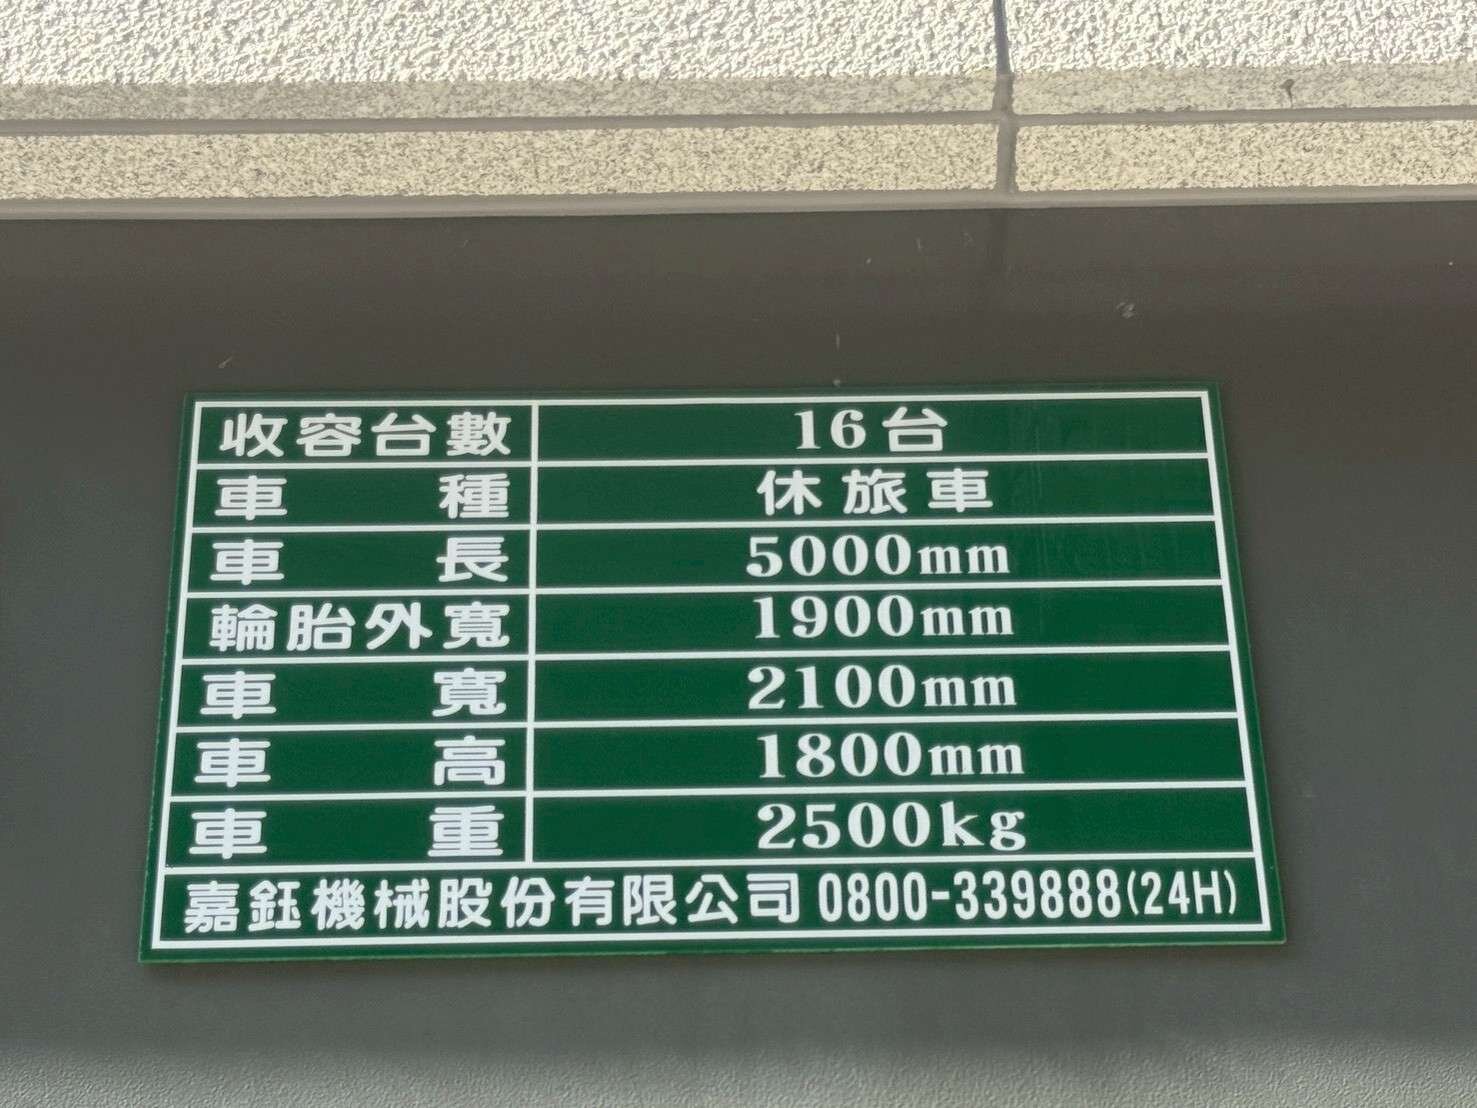 收容台數 16台
車種 休旅車
車長 5000mm
輪胎外寬 1900mm
車寬 2100mm
車高 1800mm
車重 2500kg
嘉鈺機械股份有限公司 0800-339888(24H)